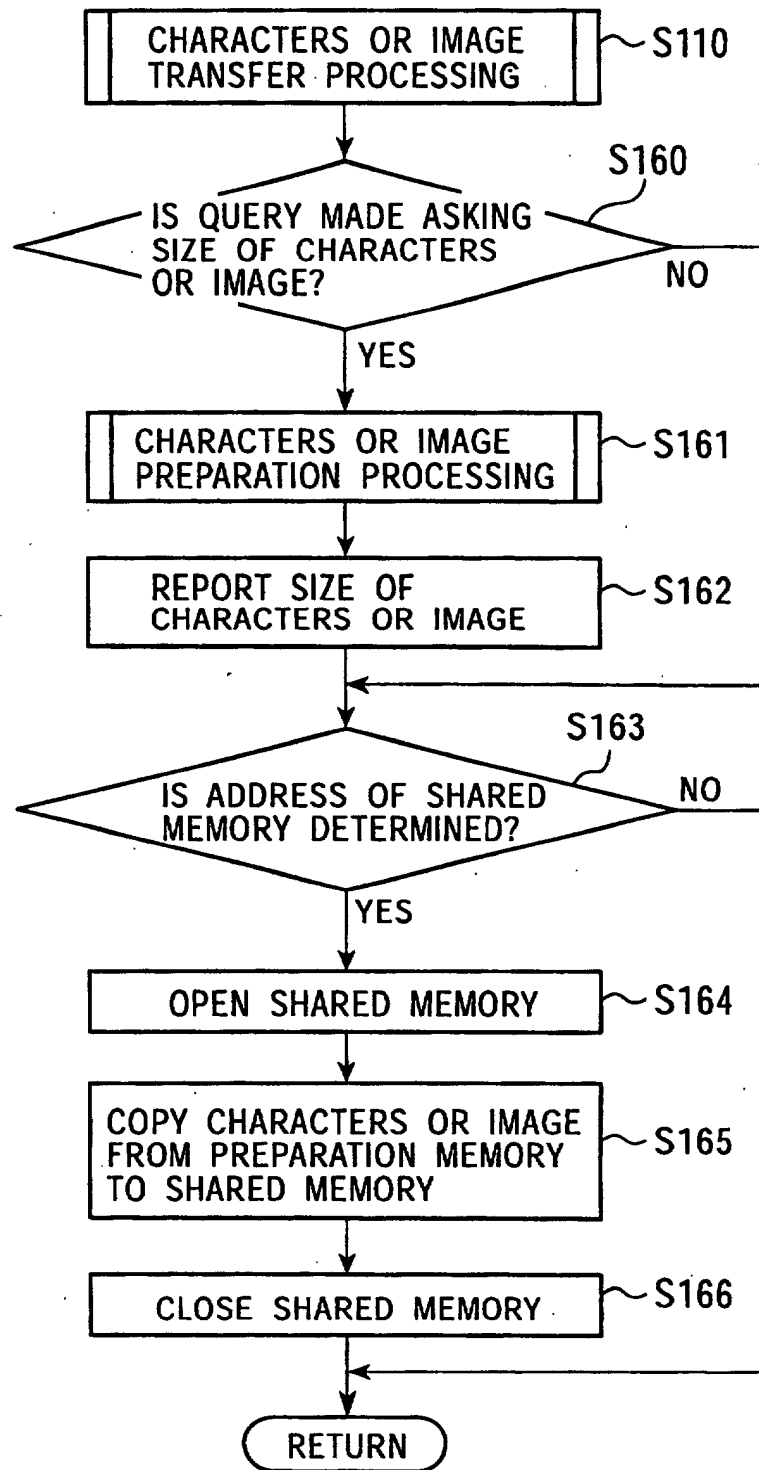 CHARACTERS OR IMAGE
TRANSFER PROCESSING
S110
S160
IS QUERY MADE ASKING
SIZE OF CHARACTERS
OR IMAGE?
NO
YES
CHARACTERS OR IMAGE
PREPARATION PROCESSING
S161
REPORT SIZE OF
CHARACTERS OR IMAGE
S162
S163
IS ADDRESS OF SHARED
MEMORY DETERMINED?
NO
YES
OPEN SHARED MEMORY
S164
COPY CHARACTERS OR IMAGE
FROM PREPARATION MEMORY
TO SHARED MEMORY
S165
CLOSE SHARED MEMORY
S166
RETURN